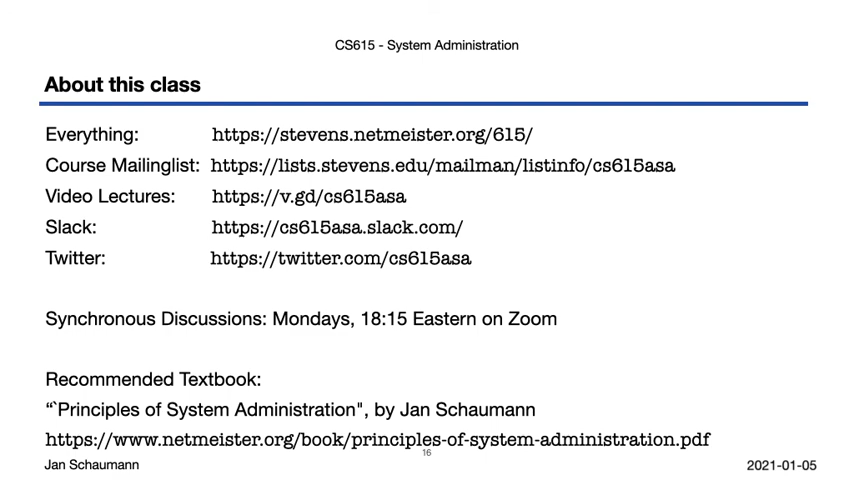 CS615 - System Administration
About this class
Everything: https://stevens.netmeister.org/615/
Course Mailinglist: https://lists.stevens.edu/mailman/listinfo/cs615asa
Video Lectures: https://v.gd/cs615asa
Slack: https://cs615asa.slack.com/
Twitter: https://twitter.com/cs615asa
Synchronous Discussions: Mondays, 18:15 Eastern on Zoom
Recommended Textbook:
“`Principles of System Administration", by Jan Schaumann
https://www.netmeister.org/book/principles-of-system-administration.pdf
16
Jan Schaumann 2021-01-05